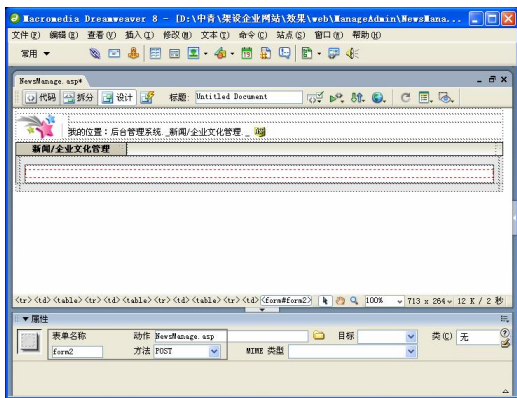 Macromedia Dreamweaver 8 - [D:\中青\架设企业网站\效果\web\ManageAdmin\NewsMana...
文件(F) 编辑(E) 查看(V) 插入(I) 修改(M) 文本(T) 命令(C) 站点(S) 窗口(W) 帮助(H)
常用
NewsManage.asp*
代码 拆分 设计 标题: Untitled Document
我的位置：后台管理系统._新闻/企业文化管理._
新闻/企业文化管理
<tr><td><table><tr><td><table><tr><td><table><tr><td><form#form2> 100% 713 x 264 12 K / 2 秒
属性
表单名称 动作 NewsManage.asp 目标 类(C) 无
form2 方法 POST MIME 类型